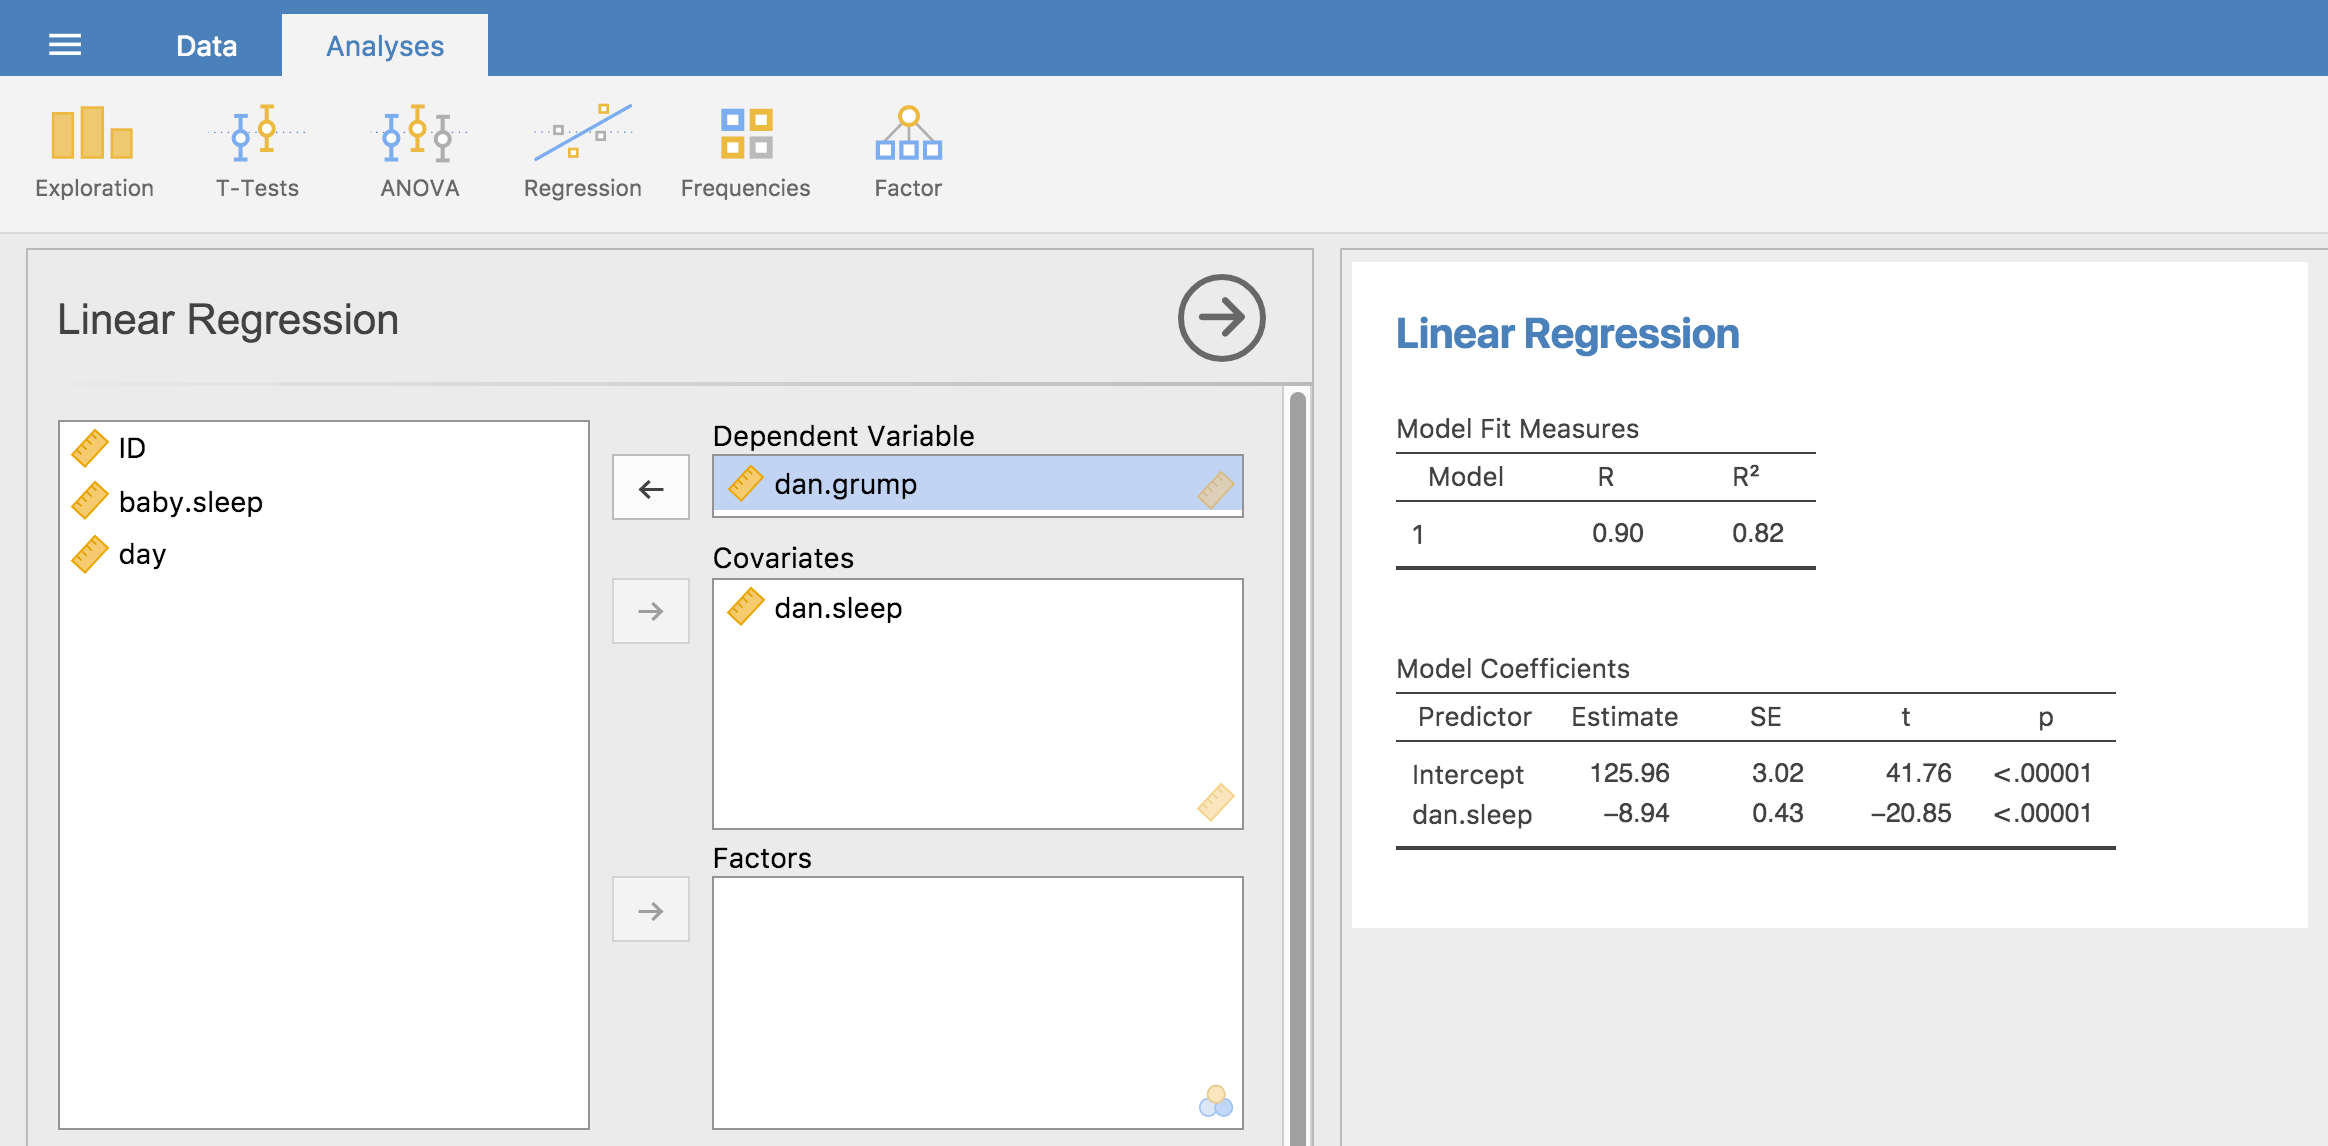 Data Analyses
Exploration T-Tests ANOVA Regression Frequencies Factor
Linear Regression
ID
baby.sleep
day
Dependent Variable
dan.grump
Covariates
dan.sleep
Factors
Linear Regression
Model Fit Measures
Model R R²
1 0.90 0.82
Model Coefficients
Predictor Estimate SE t p
Intercept 125.96 3.02 41.76 <.00001
dan.sleep −8.94 0.43 −20.85 <.00001